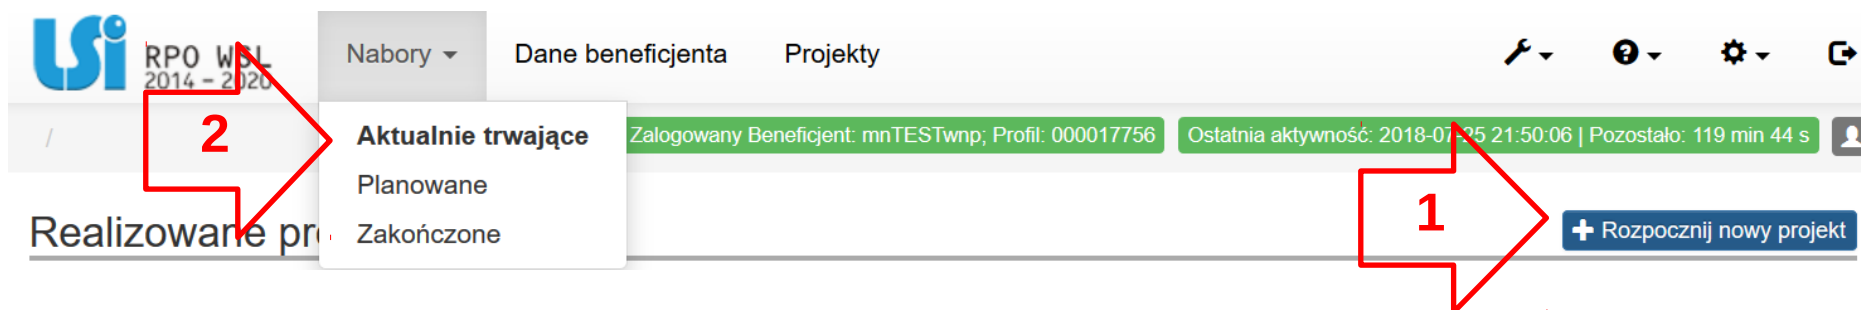 LSi RPO WSL
2014 - 2020
Nabory
Dane beneficjenta
Projekty
2
Aktualnie trwające
Planowane
Zakończone
/
Zalogowany Beneficjent: mnTESTwnp; Profil: 000017756
Ostatnia aktywność: 2018-07-25 21:50:06 | Pozostało: 119 min 44 s
Realizowane pr
1
Rozpocznij nowy projekt